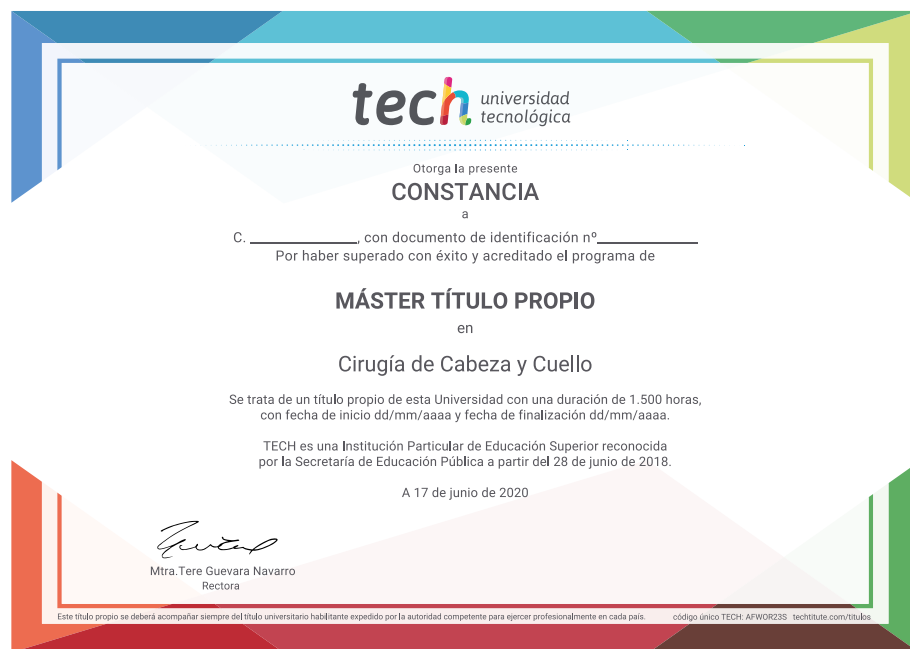 tech universidad
tecnológica
Otorga la presente
CONSTANCIA
a
C. ____________, con documento de identificación nº____________
Por haber superado con éxito y acreditado el programa de
MÁSTER TÍTULO PROPIO
en
Cirugía de Cabeza y Cuello
Se trata de un título propio de esta Universidad con una duración de 1.500 horas,
con fecha de inicio dd/mm/aaaa y fecha de finalización dd/mm/aaaa.
TECH es una Institución Particular de Educación Superior reconocida
por la Secretaría de Educación Pública a partir del 28 de junio de 2018.
A 17 de junio de 2020
Mtra.Tere Guevara Navarro
Rectora
Este título propio se deberá acompañar siempre del título universitario habilitante expedido por la autoridad competente para ejercer profesionalmente en cada país. código único TECH: AFWOR23S techtitute.com/titulos